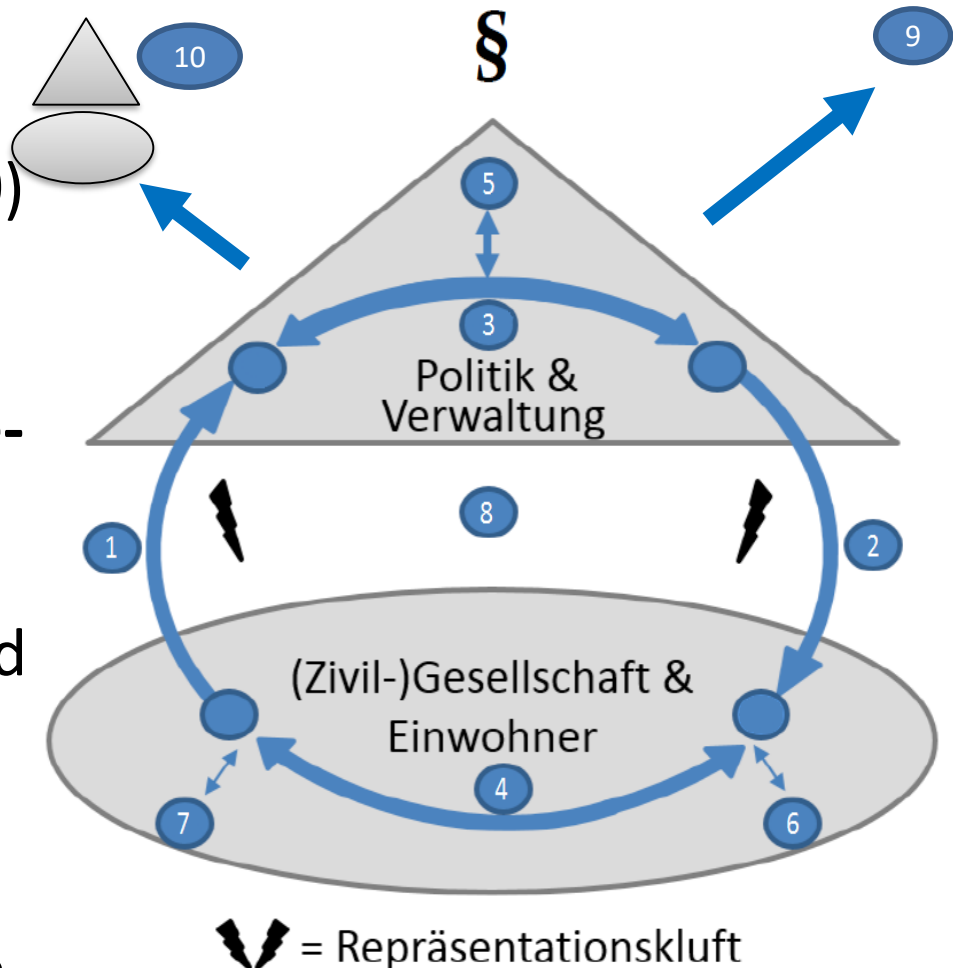 10
§
9
)
5
3
Politik &
Verwaltung
-
8
1
2
d
(Zivil-)Gesellschaft &
Einwohner
4
7
6
= Repräsentationskluft